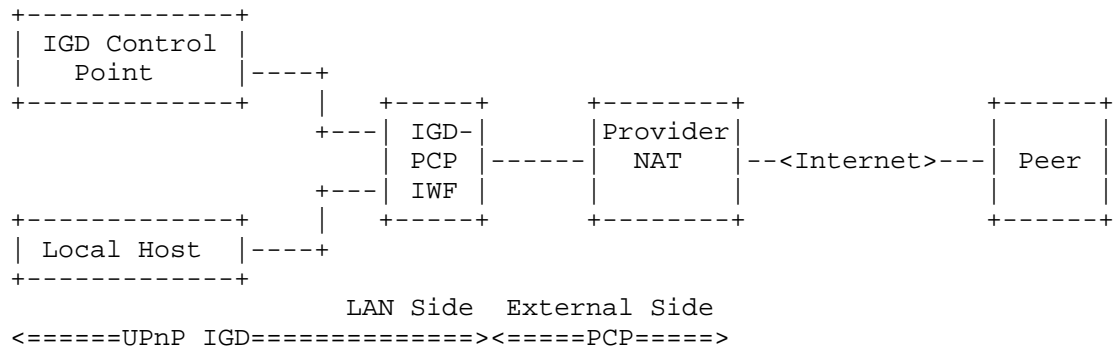 IGD Control
Point
IGD-
Provider
PCP
NAT
<Internet>
Peer
IWF
Local Host
LAN Side External Side
<======UPnP IGD==============><=====PCP=====>